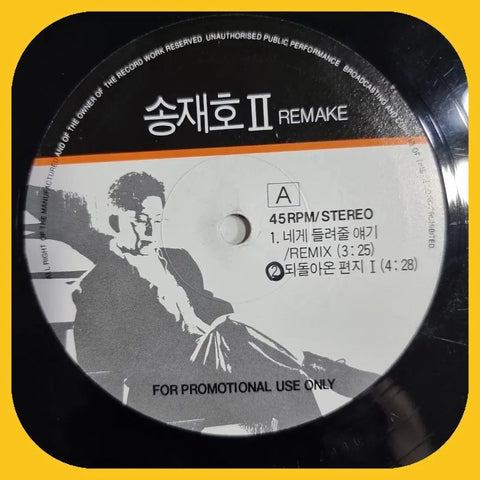 ALL RIGHT OF THE MANUFACTURED AND OF THE OWNER OF THE RECORD WORK RESERVED UNAUTHORISED PUBLIC PERFORMANCE BROADCASTING AND
송재호 II REMAKE
A
45RPM/STEREO
1. 네게 들려줄 얘기
/REMIX (3:25)
2 되돌아온 편지 I (4:28)
FOR PROMOTIONAL USE ONLY